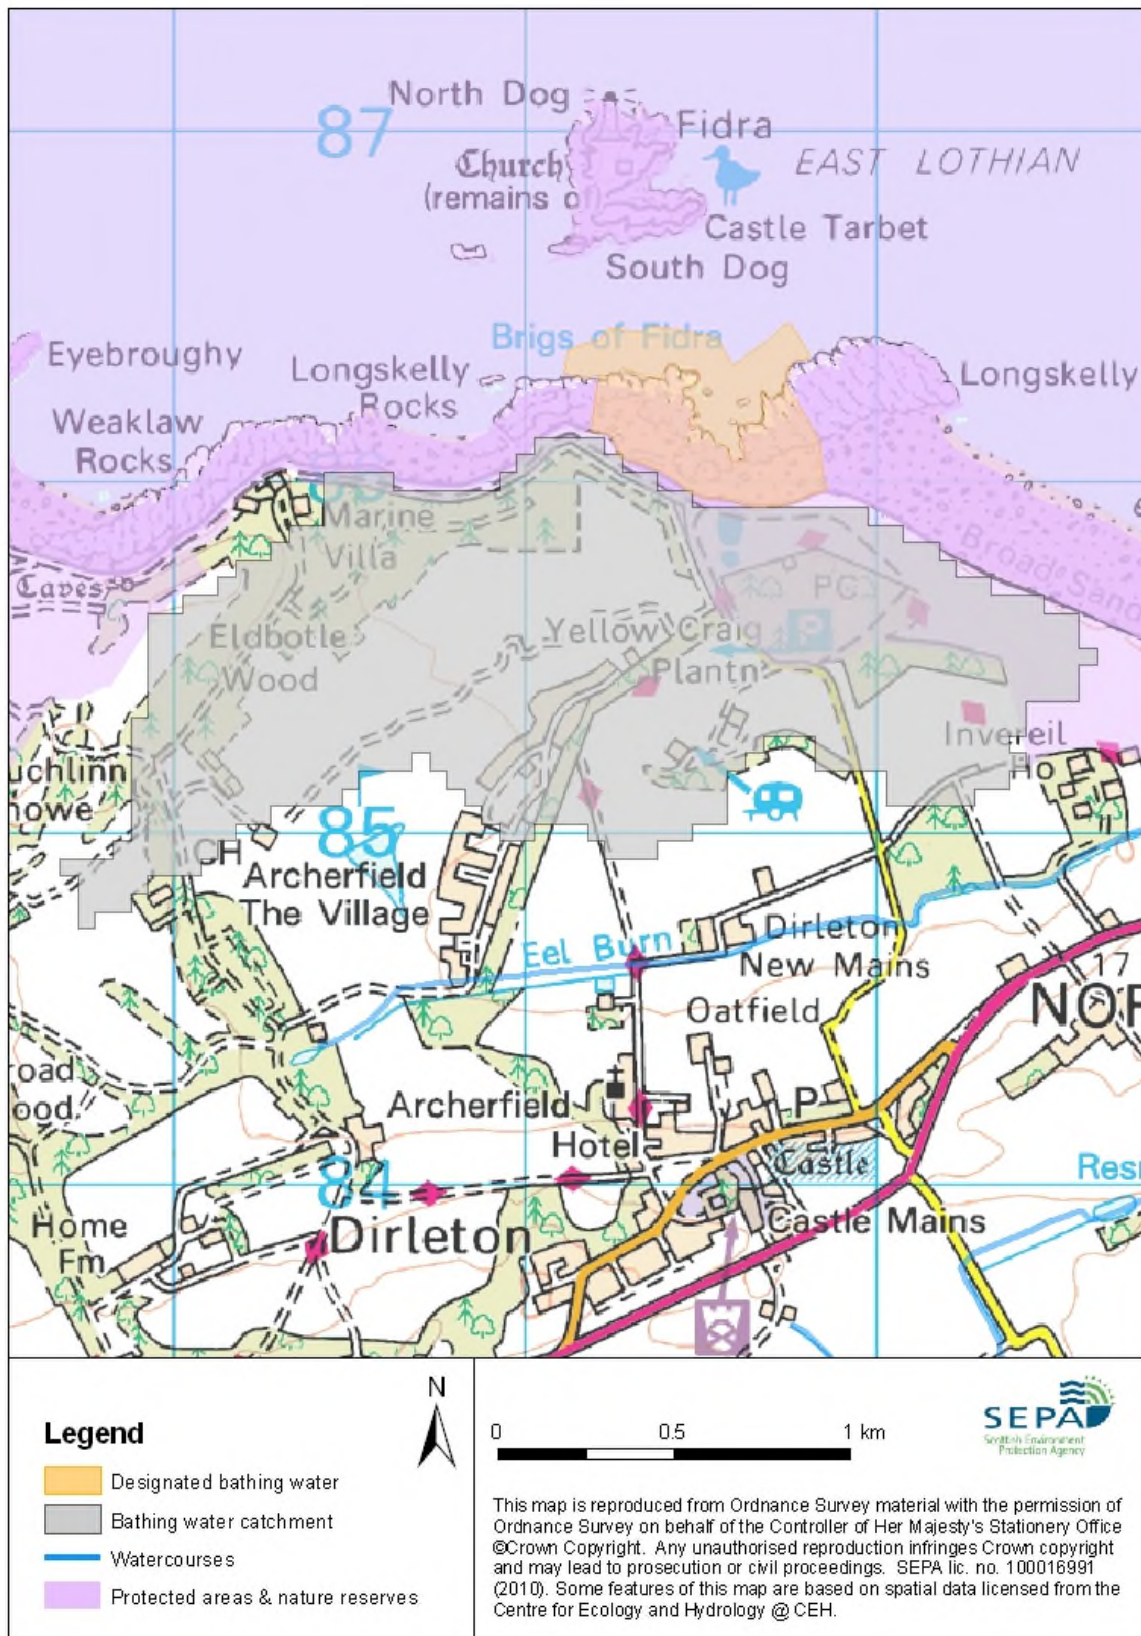 North Dog
87
Fidra
Church
(remains of
EAST LOTHIAN
Castle Tarbet
South Dog
Brigs of Fidra
Eyebroughy
Longskelly
Rocks
Longskelly
Weaklaw
Rocks
Marine
Villa
Broad Sand
Caves
PC
Eldbotle
Wood
Yellow Craig
Plantn
P
Invereil
Ho
uchlinn
nowe
85
CH
Archerfield
The Village
Eel Burn
Dirleton
New Mains
17
Oatfield
NOR
road
ood
Archerfield
Hotel
P
Castle
84
Resr
Home
Fm
Dirleton
Castle Mains
Legend
N
Designated bathing water
Bathing water catchment
Watercourses
Protected areas & nature reserves
0 0.5 1 km
SEPA
Scottish Environment
Protection Agency
This map is reproduced from Ordnance Survey material with the permission of
Ordnance Survey on behalf of the Controller of Her Majesty's Stationery Office
©Crown Copyright. Any unauthorised reproduction infringes Crown copyright
and may lead to prosecution or civil proceedings. SEPA lic. no. 100016991
(2010). Some features of this map are based on spatial data licensed from the
Centre for Ecology and Hydrology @ CEH.